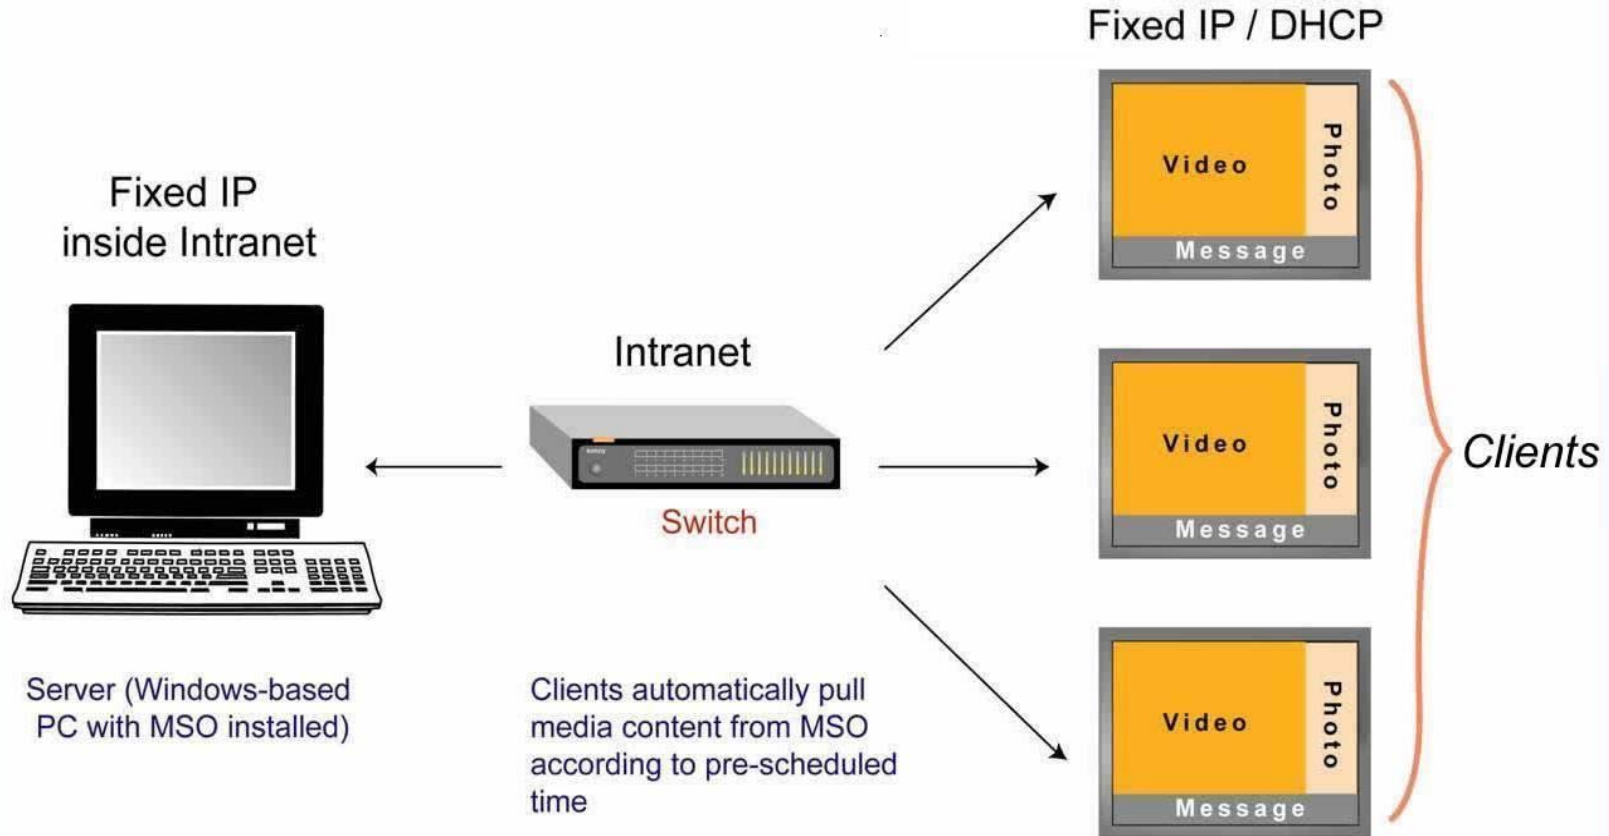 Fixed IP / DHCP
Fixed IP
inside Intranet
Intranet
Switch
Server (Windows-based
PC with MSO installed)
Clients automatically pull
media content from MSO
according to pre-scheduled
time
Video
Photo
Message
Video
Photo
Message
Video
Photo
Message
Clients